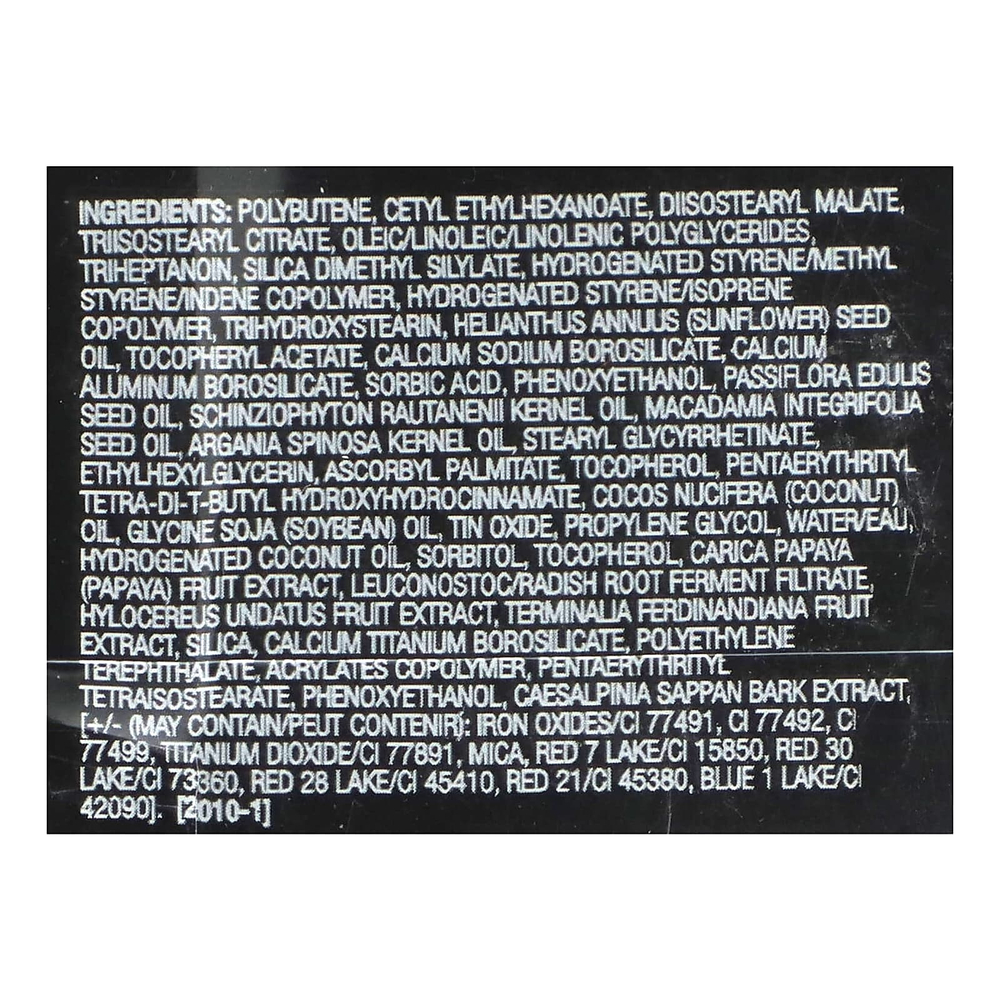 INGREDIENTS: POLYBUTENE, CETYL ETHYLHEXANOATE, DIISOSTEARYL MALATE,
TRIISOSTEARYL CITRATE, OLEIC/LINOLEIC/LINOLENIC POLYGLYCERIDES,
TRIHEPTANOIN, SILICA DIMETHYL SILYLATE, HYDROGENATED STYRENE/METHYL
STYRENE/INDENE COPOLYMER, HYDROGENATED STYRENE/ISOPRENE
COPOLYMER, TRIHYDROXYSTEARIN, HELIANTHUS ANNUUS (SUNFLOWER) SEED
OIL, TOCOPHERYL ACETATE, CALCIUM SODIUM BOROSILICATE, CALCIUM
ALUMINUM BOROSILICATE, SORBIC ACID, PHENOXYETHANOL, PASSIFLORA EDULIS
SEED OIL, SCHINZIOPHYTON RAUTANENII KERNEL OIL, MACADAMIA INTEGRIFOLIA
SEED OIL, ARGANIA SPINOSA KERNEL OIL, STEARYL GLYCYRRHETINATE,
ETHYLHEXYLGLYCERIN, ASCORBYL PALMITATE, TOCOPHEROL, PENTAERYTHRITYL
TETRA-DI-T-BUTYL HYDROXYHYDROCINNAMATE, COCOS NUCIFERA (COCONUT)
OIL, GLYCINE SOJA (SOYBEAN) OIL, TIN OXIDE, PROPYLENE GLYCOL, WATER/EAU,
HYDROGENATED COCONUT OIL, SORBITOL, TOCOPHEROL, CARICA PAPAYA
(PAPAYA) FRUIT EXTRACT, LEUCONOSTOC/RADISH ROOT FERMENT FILTRATE,
HYLOCEREUS UNDATUS FRUIT EXTRACT, TERMINALIA FERDINANDIANA FRUIT
EXTRACT, SILICA, CALCIUM TITANIUM BOROSILICATE, POLYETHYLENE
TEREPHTHALATE, ACRYLATES COPOLYMER, PENTAERYTHRITYL
TETRAISOSTEARATE, PHENOXYETHANOL, CAESALPINIA SAPPAN BARK EXTRACT,
[+/- (MAY CONTAIN/PEUT CONTENIR): IRON OXIDES/CI 77491, CI 77492, CI
77499, TITANIUM DIOXIDE/CI 77891, MICA, RED 7 LAKE/CI 15850, RED 30
LAKE/CI 73360, RED 28 LAKE/CI 45410, RED 21/CI 45380, BLUE 1 LAKE/CI
42090]. [2010-1]